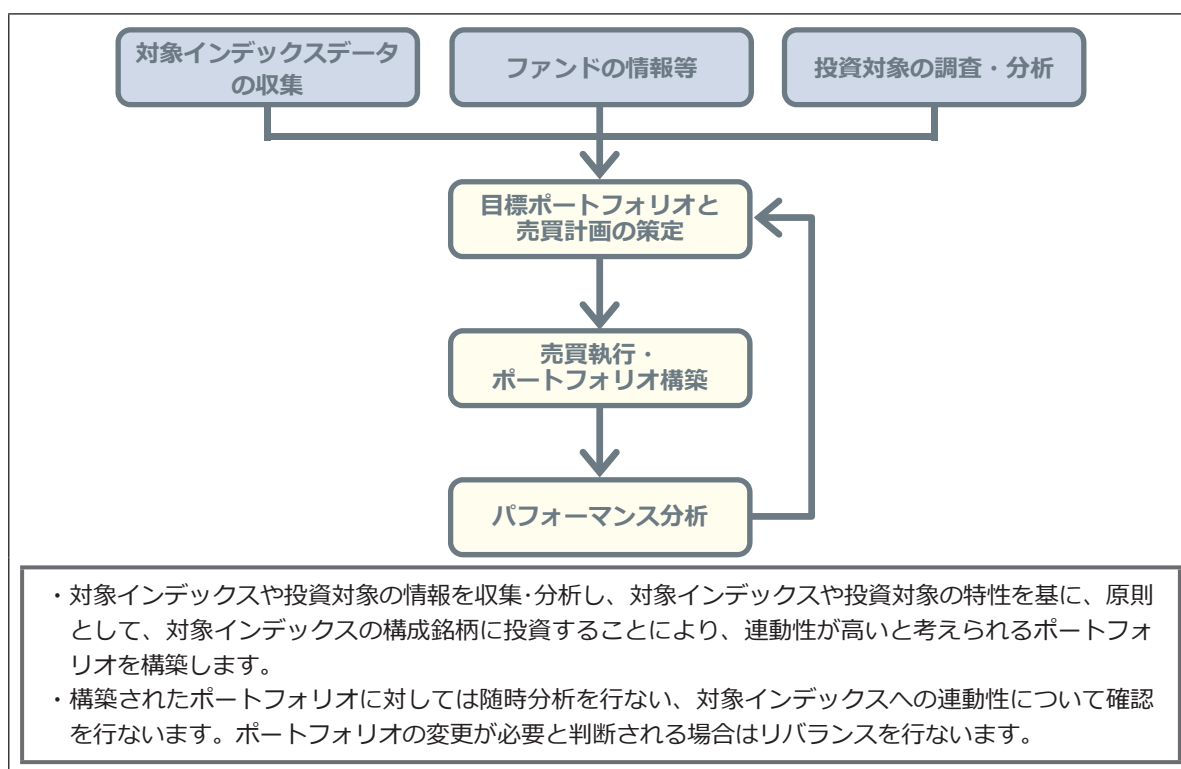 対象インデックスデータ
の収集
ファンドの情報等
投資対象の調査・分析
目標ポートフォリオと
売買計画の策定
売買執行・
ポートフォリオ構築
パフォーマンス分析
・対象インデックスや投資対象の情報を収集・分析し、対象インデックスや投資対象の特性を基に、原則
として、対象インデックスの構成銘柄に投資することにより、連動性が高いと考えられるポートフォ
リオを構築します。
・構築されたポートフォリオに対しては随時分析を行ない、対象インデックスへの連動性について確認
を行ないます。ポートフォリオの変更が必要と判断される場合はリバランスを行ないます。